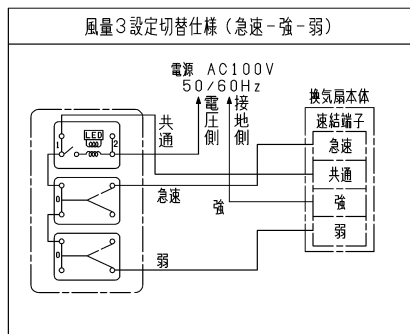 風量3設定切替仕様(急速-強-弱)
電源 AC100V
50/60Hz
電圧側
接地側
換気扇本体
速結端子
急速
共通
強
弱
共通
LED
1
2
0
急速
強
0
弱